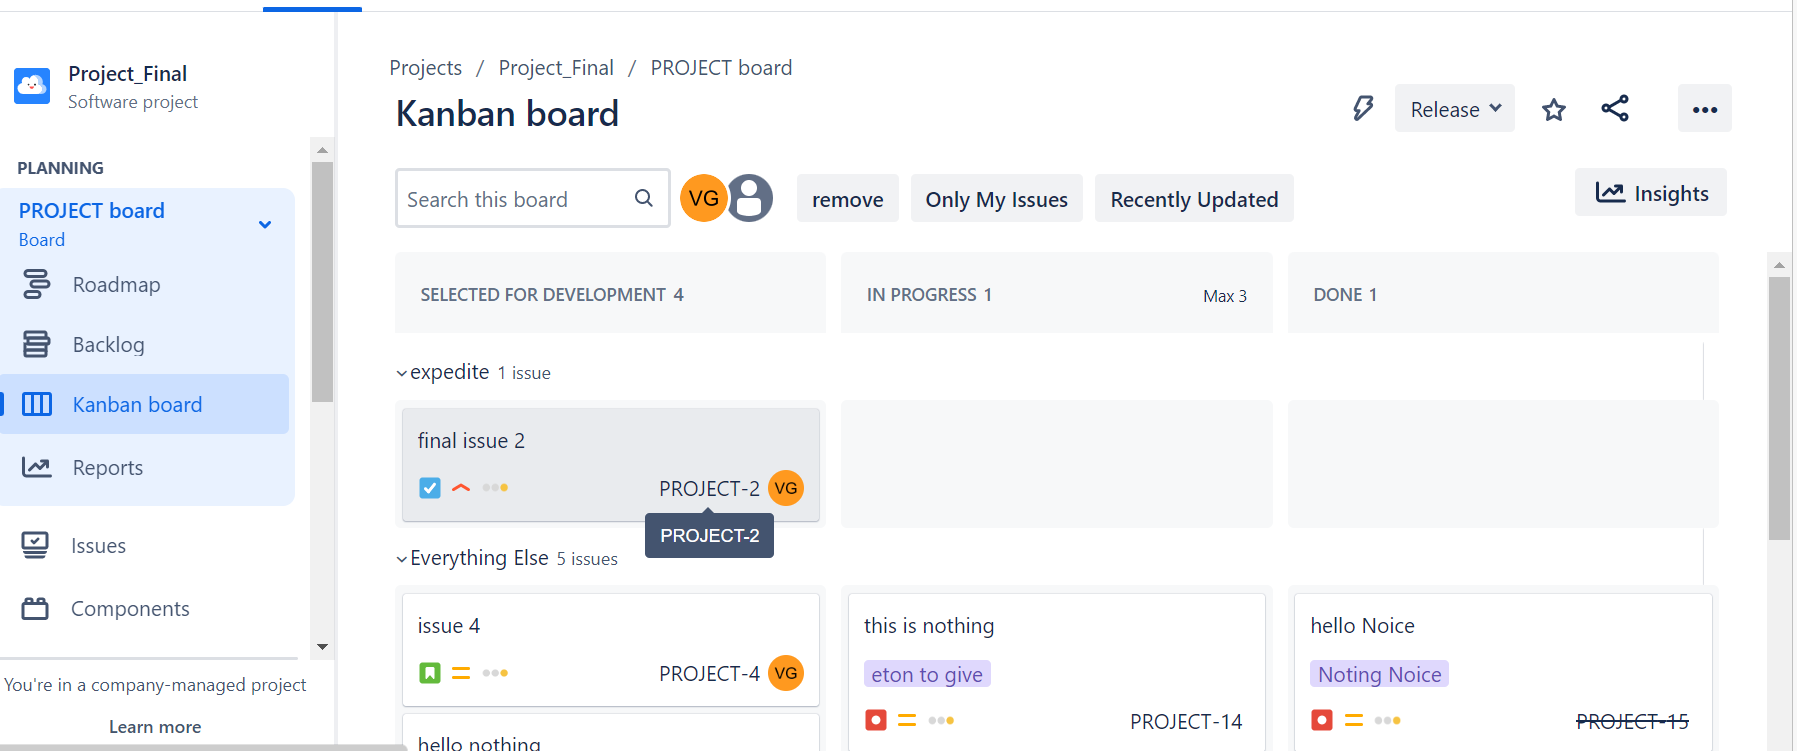 Project_Final
Software project
PLANNING
PROJECT board
Board
Roadmap
Backlog
Kanban board
Reports
Issues
Components
You're in a company-managed project
Learn more
Projects / Project_Final / PROJECT board
Kanban board
Release
Search this board
VG
remove
Only My Issues
Recently Updated
Insights
SELECTED FOR DEVELOPMENT 4
IN PROGRESS 1
Max 3
DONE 1
expedite 1 issue
final issue 2
PROJECT-2
VG
PROJECT-2
Everything Else 5 issues
issue 4
PROJECT-4
VG
hello nothing
this is nothing
eton to give
PROJECT-14
hello Noice
Noting Noice
PROJECT-15